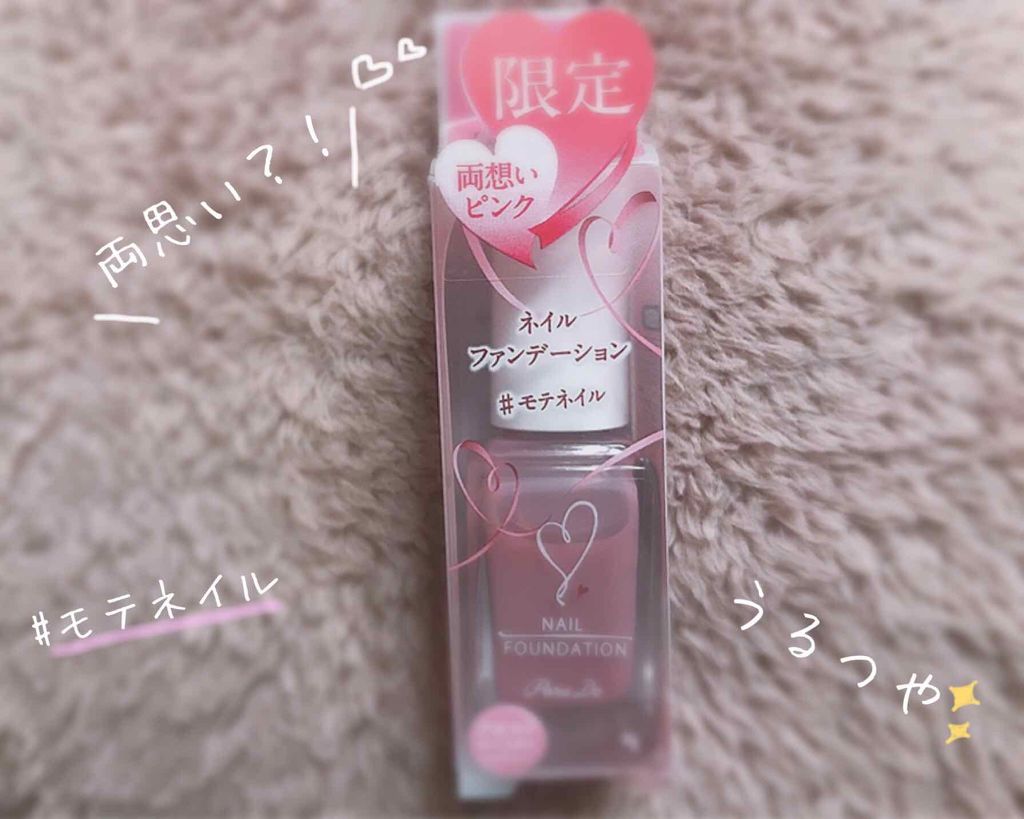 限定
両想い
ピンク
両思い？！
ネイル
ファンデーション
#モテネイル
#モテネイル
うるつや
NAIL
FOUNDATION
Para Do